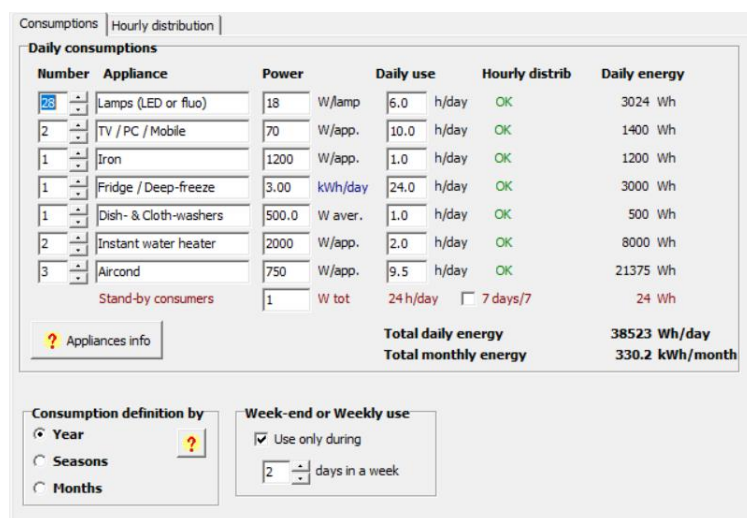 Consumptions Hourly distribution
Daily consumptions
Number Appliance Power Daily use Hourly distrib Daily energy
28 Lamps (LED or fluo) 18 W/lamp 6.0 h/day OK 3024 Wh
2 TV / PC / Mobile 70 W/app. 10.0 h/day OK 1400 Wh
1 Iron 1200 W/app. 1.0 h/day OK 1200 Wh
1 Fridge / Deep-freeze 3.00 kWh/day 24.0 h/day OK 3000 Wh
1 Dish- & Cloth-washers 500.0 W aver. 1.0 h/day OK 500 Wh
2 Instant water heater 2000 W/app. 2.0 h/day OK 8000 Wh
3 Aircond 750 W/app. 9.5 h/day OK 21375 Wh
Stand-by consumers 1 W tot 24 h/day 7 days/7 24 Wh
? Appliances info
Total daily energy 38523 Wh/day
Total monthly energy 330.2 kWh/month
Consumption definition by
Year
?
Seasons
Months
Week-end or Weekly use
Use only during
2 days in a week